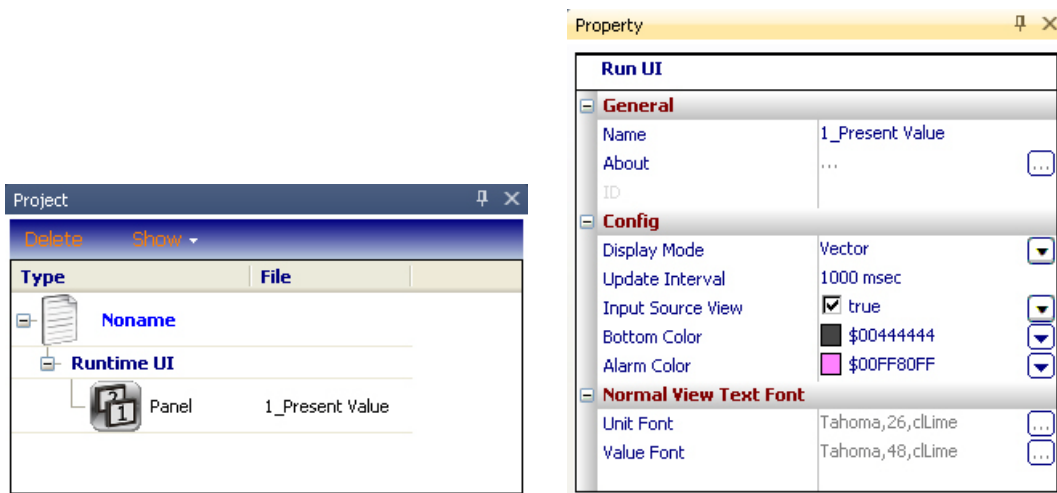 Project
Delete Show
Type File
Noname
Runtime UI
Panel 1_Present Value
Property
Run UI
General
Name 1_Present Value
About ...
ID
Config
Display Mode Vector
Update Interval 1000 msec
Input Source View true
Bottom Color $00444444
Alarm Color $00FF80FF
Normal View Text Font
Unit Font Tahoma,26,clLime
Value Font Tahoma,48,clLime